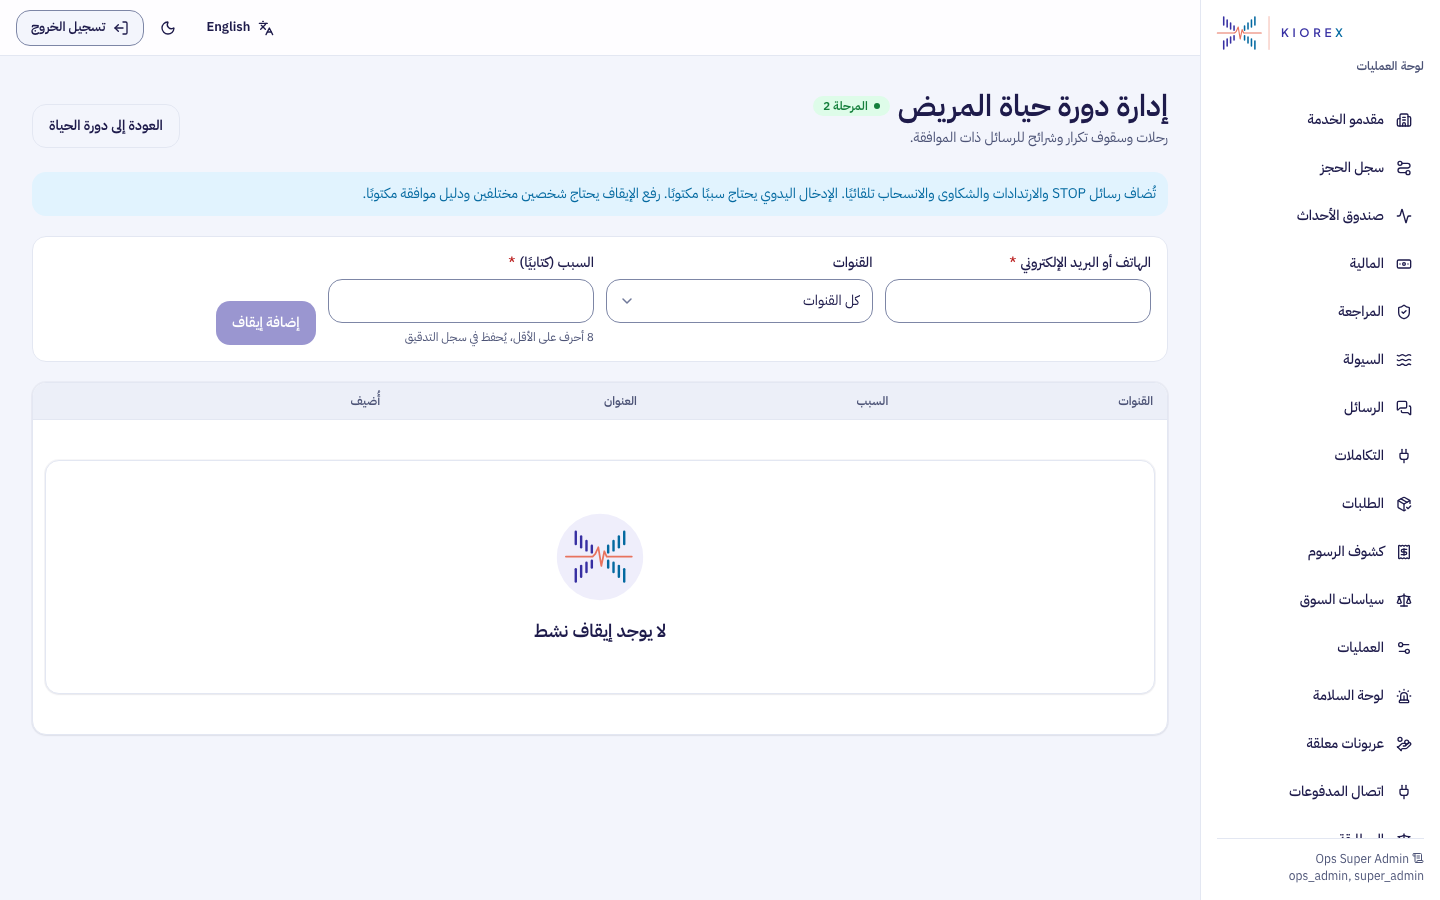 KIOREX
لوحة العمليات
مقدمو الخدمة
سجل الحجز
صندوق الأحداث
المالية
المراجعة
السيولة
الرسائل
التكاملات
الطلبات
كشوف الرسوم
سياسات السوق
العمليات
لوحة السلامة
عربونات معلقة
اتصال المدفوعات
Ops Super Admin
ops_admin, super_admin
English
تسجيل الخروج
إدارة دورة حياة المريض
المرحلة 2
رحلات وسقوف تكرار وشرائح للرسائل ذات الموافقة.
العودة إلى دورة الحياة
تُضاف رسائل STOP والارتدادات والشكاوى والانسحاب تلقائيًا. الإدخال اليدوي يحتاج سببًا مكتوبًا. رفع الإيقاف يحتاج شخصين مختلفين ودليل موافقة مكتوبًا.
الهاتف أو البريد الإلكتروني *
القنوات
كل القنوات
السبب (كتابيًا) *
8 أحرف على الأقل، يُحفظ في سجل التدقيق
إضافة إيقاف
القنوات السبب العنوان أُضيف
لا يوجد إيقاف نشط